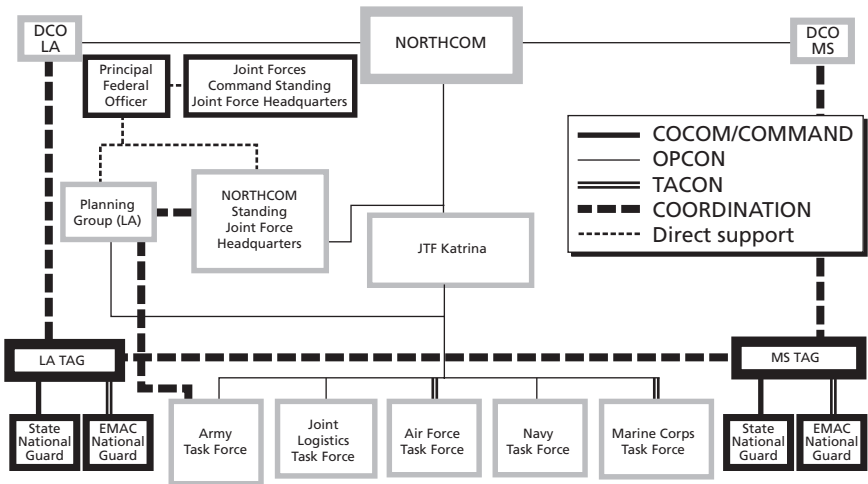 DCO
LA
NORTHCOM
DCO
MS
Principal
Federal
Officer
Joint Forces
Command Standing
Joint Force Headquarters
COCOM/COMMAND
OPCON
TACON
COORDINATION
Direct support
Planning
Group (LA)
NORTHCOM
Standing
Joint Force
Headquarters
JTF Katrina
LA TAG
MS TAG
State
National
Guard
EMAC
National
Guard
Army
Task Force
Joint
Logistics
Task Force
Air Force
Task Force
Navy
Task Force
Marine Corps
Task Force
State
National
Guard
EMAC
National
Guard